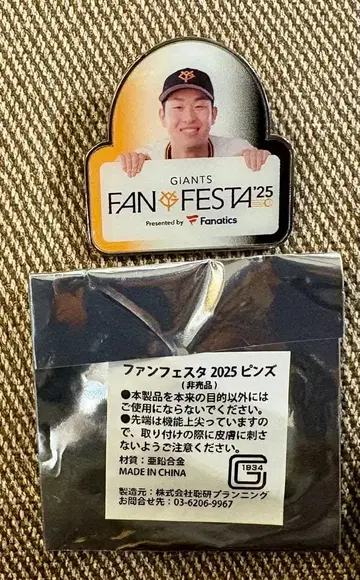 GIANTS
FAN FESTA'25
Presented by Fanatics
ファンフェスタ 2025 ピンズ
(非売品)
●本製品を本来の目的以外には
ご使用にならないでください。
●先端は機能上尖っていますの
で、取り付けの際に皮膚に刺さ
ないようご注意ください。
材質:亜鉛合金
MADE IN CHINA
1934
G
製造元:株式会社聡研プランニング
お問合せ先:03-6206-9967